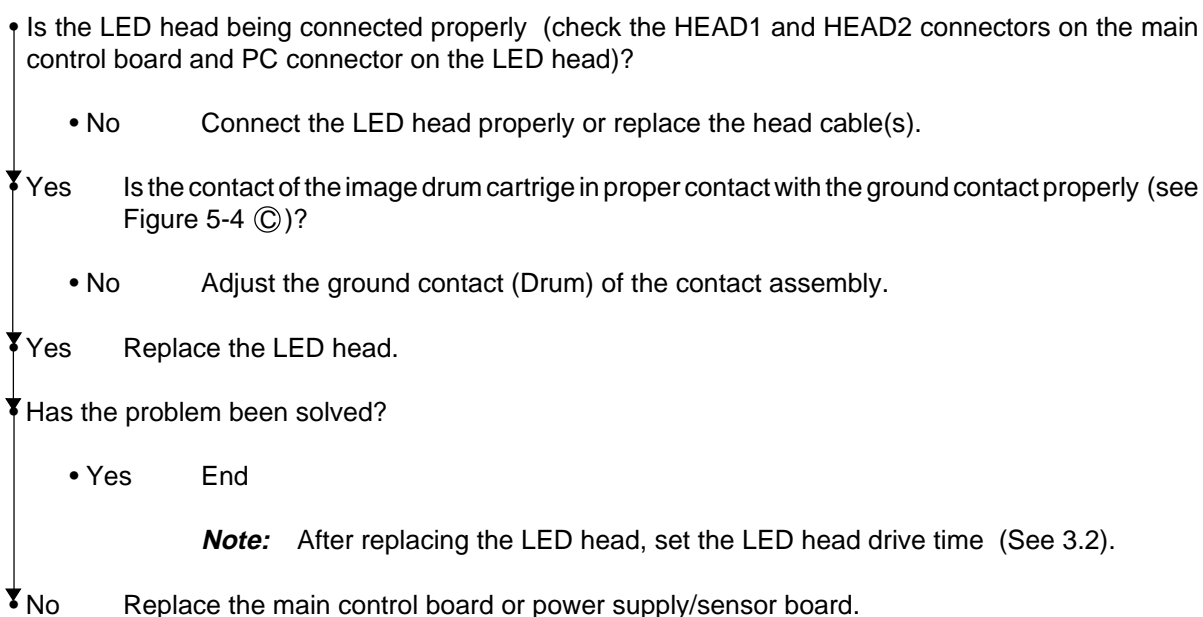 • Is the LED head being connected properly (check the HEAD1 and HEAD2 connectors on the main
control board and PC connector on the LED head)?
• No Connect the LED head properly or replace the head cable(s).
Yes Is the contact of the image drum cartrige in proper contact with the ground contact properly (see
Figure 5-4 Ⓒ)?
• No Adjust the ground contact (Drum) of the contact assembly.
Yes Replace the LED head.
Has the problem been solved?
• Yes End
Note: After replacing the LED head, set the LED head drive time (See 3.2).
No Replace the main control board or power supply/sensor board.